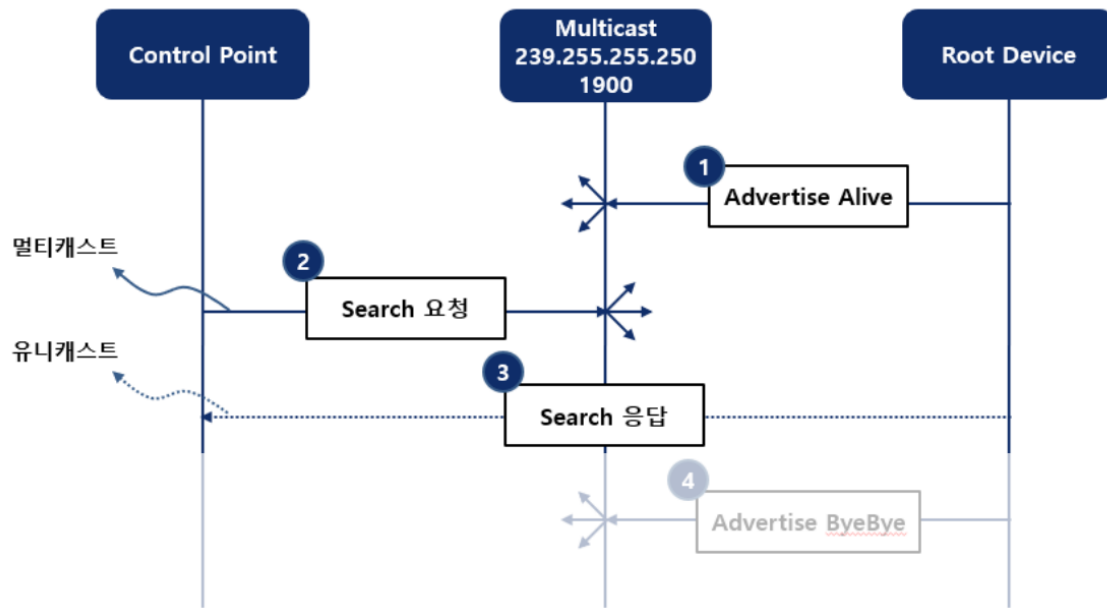 Control Point
Multicast
239.255.255.250
1900
Root Device
1
Advertise Alive
멀티캐스트
2
Search 요청
유니캐스트
3
Search 응답
4
Advertise ByeBye